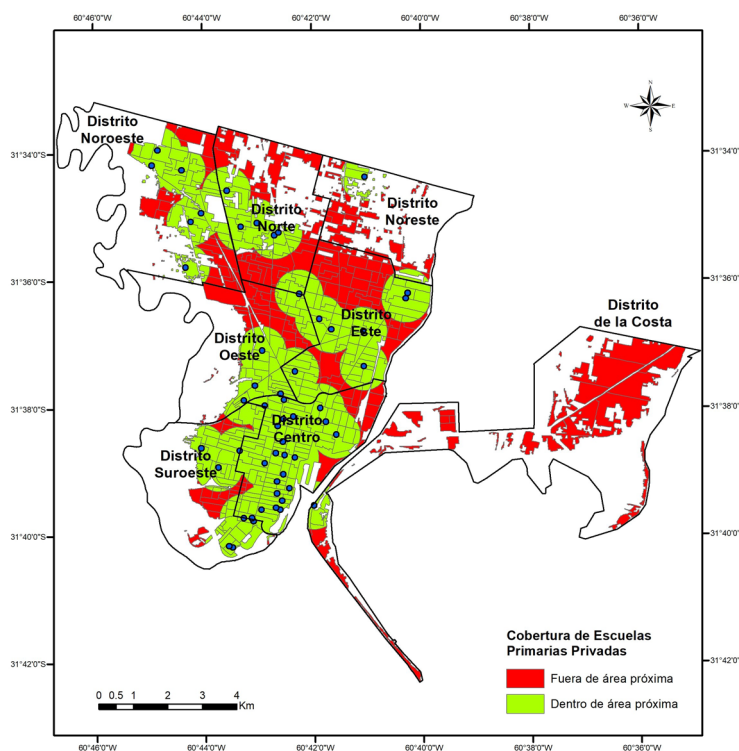 60°46'0"W 60°44'0"W 60°42'0"W 60°40'0"W 60°38'0"W 60°36'0"W
N
W E
S
Distrito
Noroeste
31°34'0"S 31°34'0"S
Distrito
Noreste
Distrito
Norte
31°36'0"S 31°36'0"S
Distrito
de la Costa
Distrito
Este
Distrito
Oeste
31°38'0"S 31°38'0"S
Distrito
Centro
Distrito
Suroeste
31°40'0"S 31°40'0"S
Cobertura de Escuelas
Primarias Privadas
31°42'0"S 31°42'0"S
Fuera de área próxima
Dentro de área próxima
0 0.5 1 2 3 4
Km
60°46'0"W 60°44'0"W 60°42'0"W 60°40'0"W 60°38'0"W 60°36'0"W